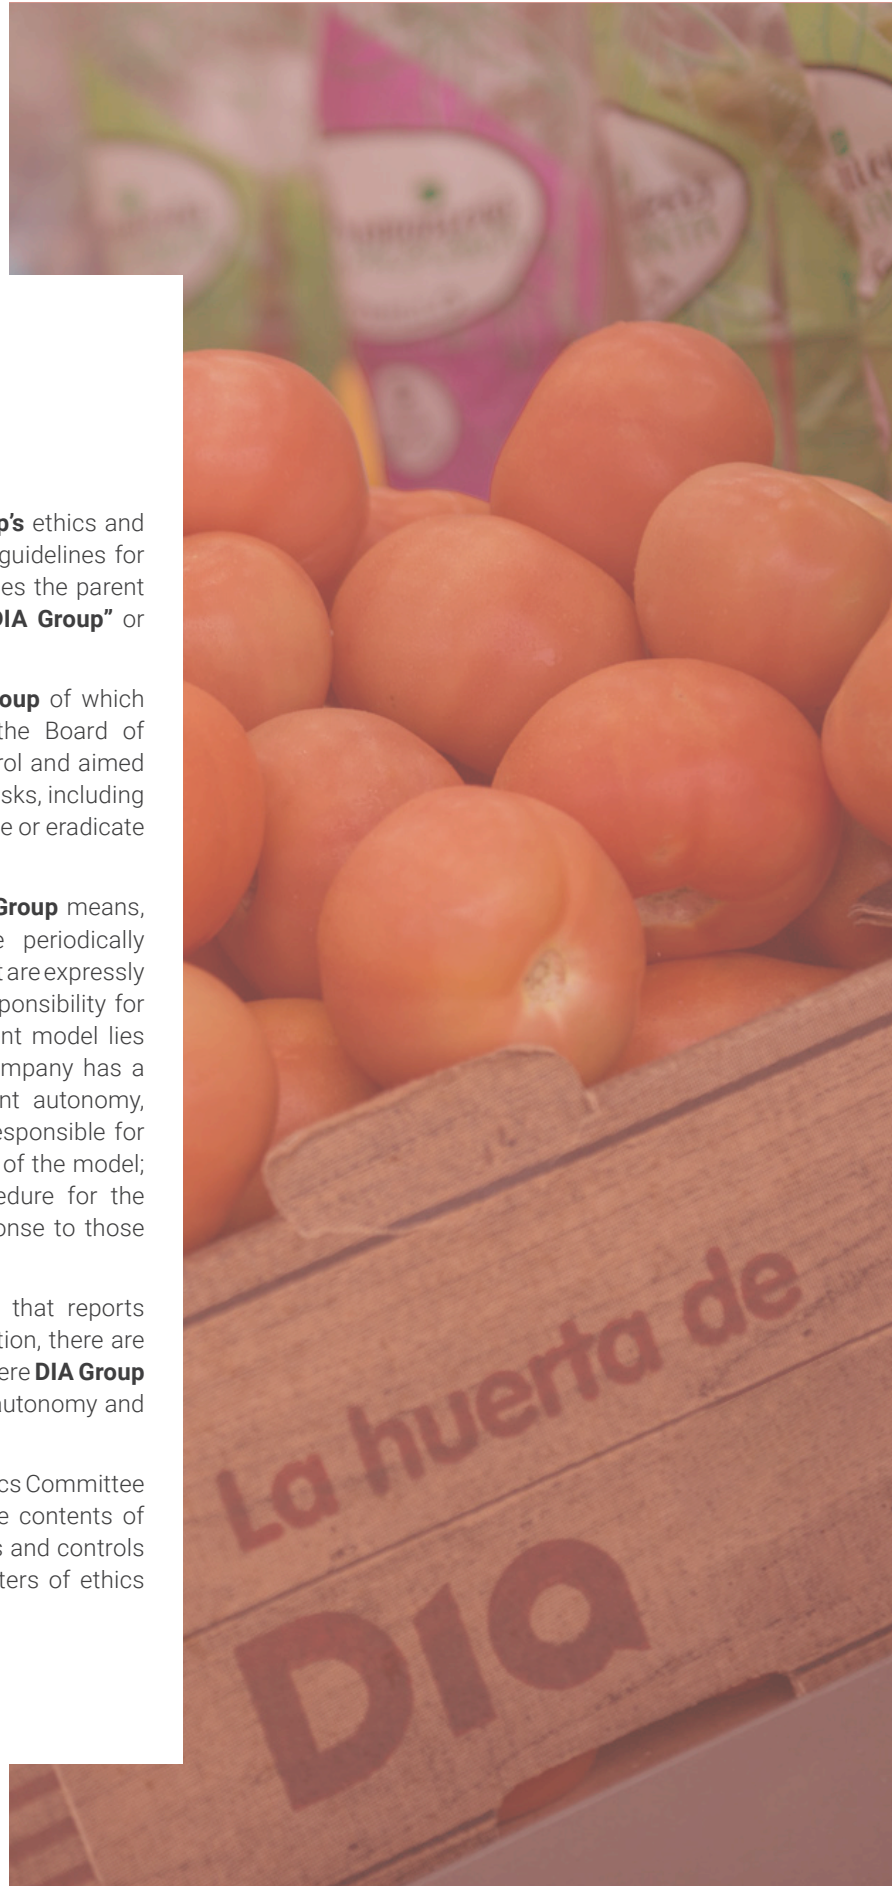 p's ethics and
guidelines for
es the parent
DIA Group” or
oup of which
the Board of
rol and aimed
sks, including
e or eradicate
Group means,
e periodically
t are expressly
ponsibility for
nt model lies
mpany has a
nt autonomy,
esponsible for
of the model;
edure for the
onse to those
that reports
tion, there are
ere DIA Group
autonomy and
cs Committee
e contents of
s and controls
ters of ethics
La huerta de
Dia